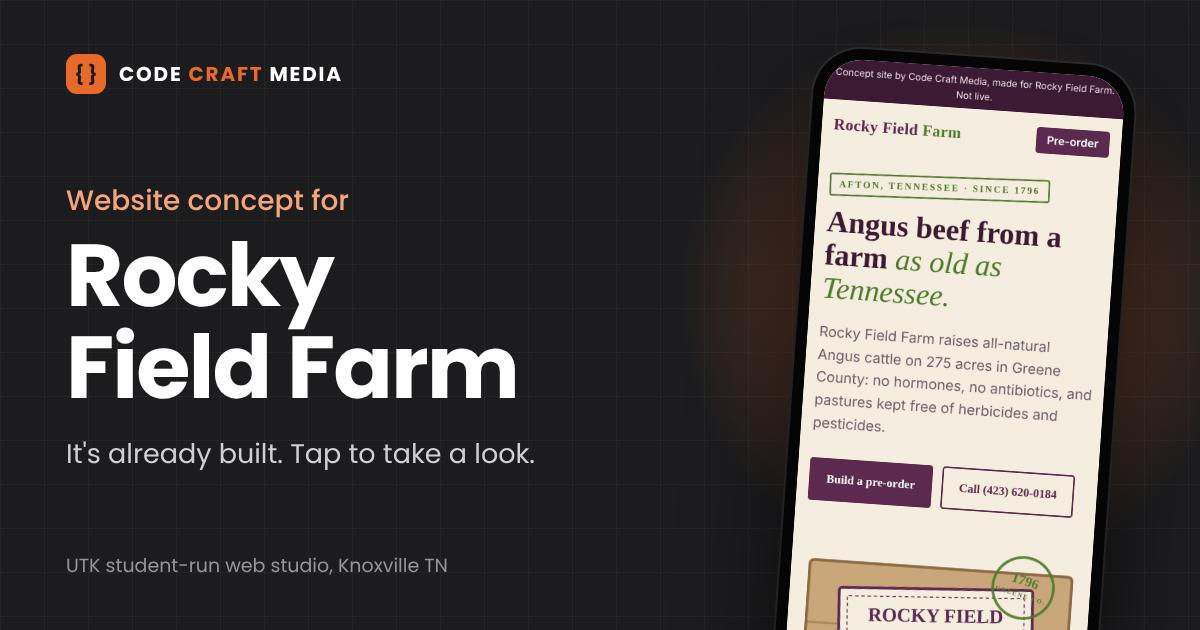 { } CODE CRAFT MEDIA
Website concept for
Rocky
Field Farm
It's already built. Tap to take a look.
UTK student-run web studio, Knoxville TN
Concept site by Code Craft Media, made for Rocky Field Farm.
Not live.
Rocky Field Farm
Pre-order
AFTON, TENNESSEE · SINCE 1796
Angus beef from a
farm as old as
Tennessee.
Rocky Field Farm raises all-natural
Angus cattle on 275 acres in Greene
County: no hormones, no antibiotics, and
pastures kept free of herbicides and
pesticides.
Build a pre-order
Call (423) 620-0184
1796
ROCKY FIELD